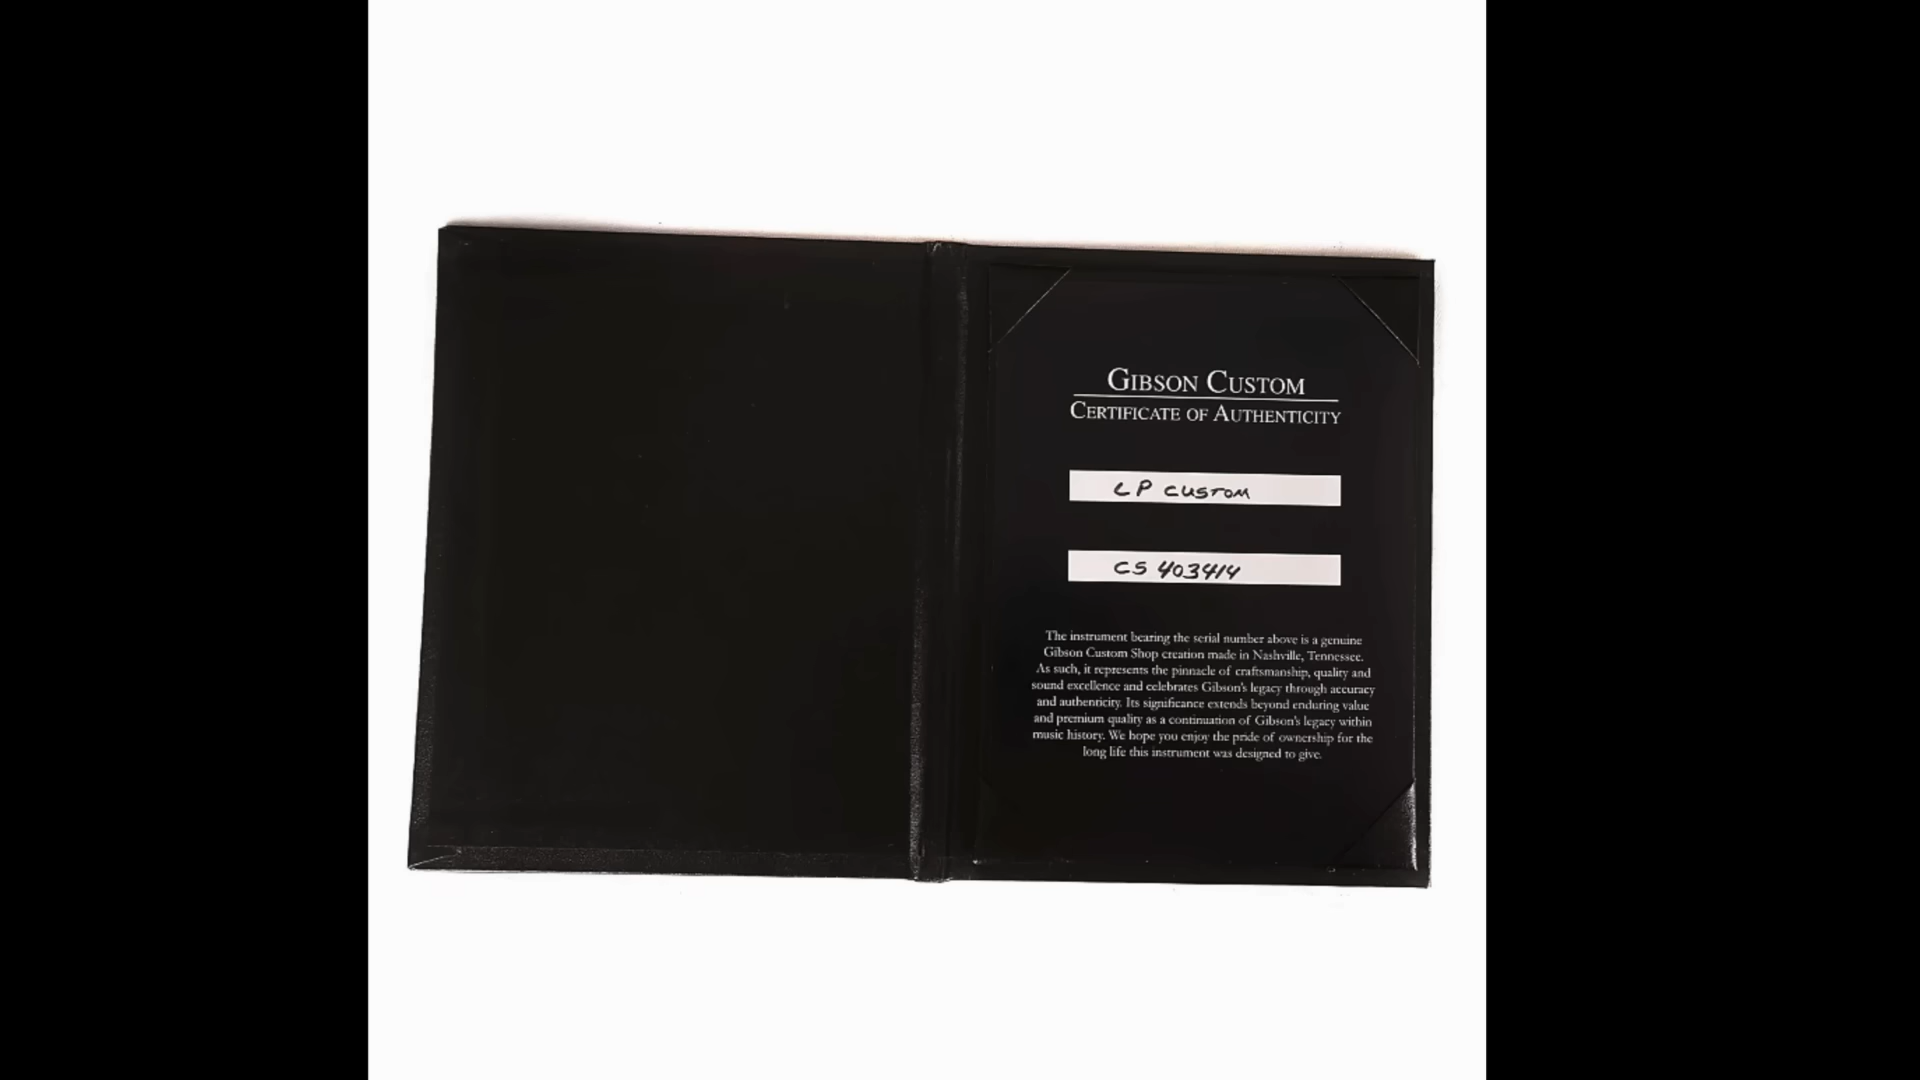 GIBSON CUSTOM
CERTIFICATE OF AUTHENTICITY
LP CUSTOM
CS 403414
The instrument bearing the serial number above is a genuine
Gibson Custom Shop creation made in Nashville, Tennessee.
As such, it represents the pinnacle of craftsmanship, quality and
sound excellence and celebrates Gibson's legacy through accuracy
and authenticity. Its significance extends beyond enduring value
and premium quality as a continuation of Gibson's legacy within
music history. We hope you enjoy the pride of ownership for the
long life this instrument was designed to give.